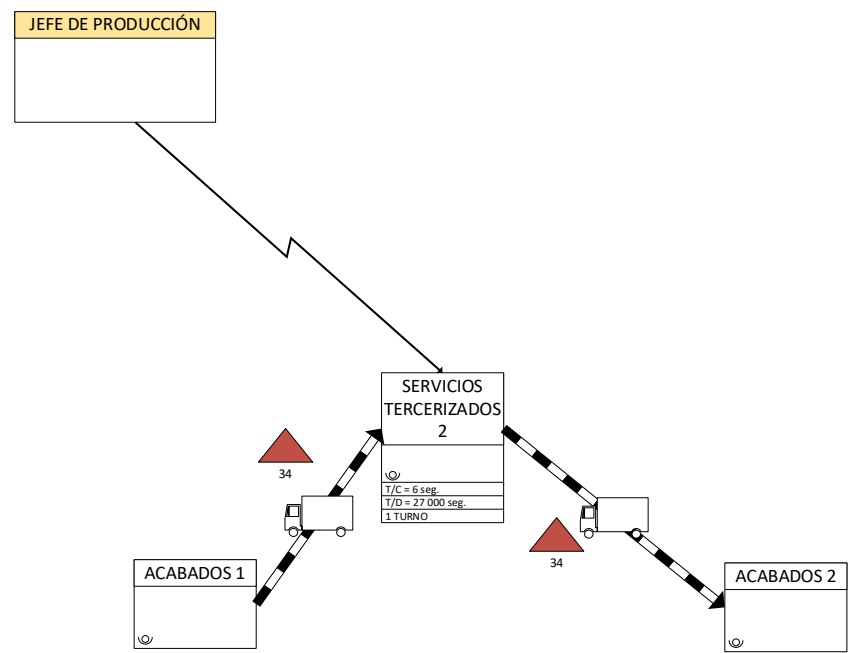 JEFE DE PRODUCCIÓN
SERVICIOS
TERCERIZADOS
2
T/C = 6 seg.
T/D = 27 000 seg.
1 TURNO
34
34
ACABADOS 1
ACABADOS 2